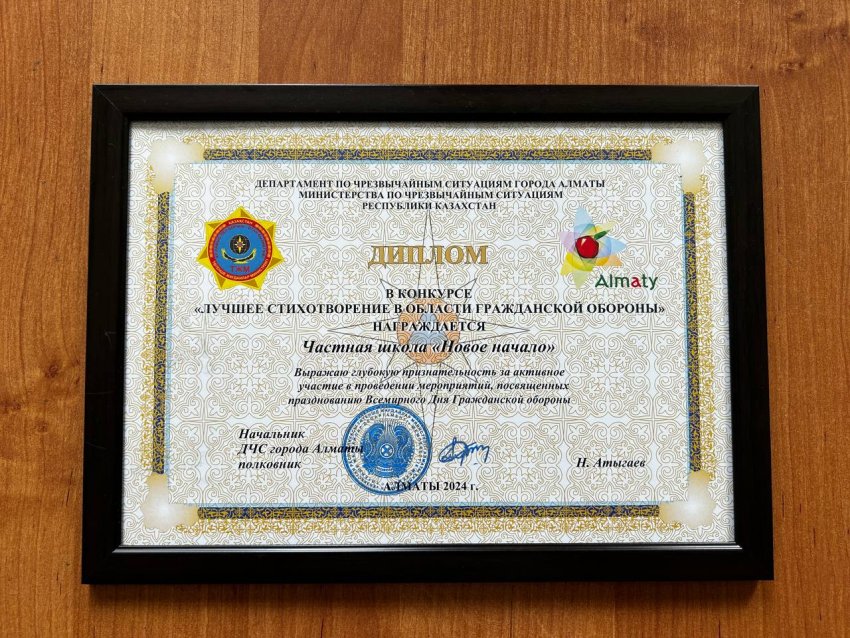 ДЕПАРТАМЕНТ ПО ЧРЕЗВЫЧАЙНЫМ СИТУАЦИЯМ ГОРОДА АЛМАТЫ
МИНИСТЕРСТВА ПО ЧРЕЗВЫЧАЙНЫМ СИТУАЦИЯМ
РЕСПУБЛИКИ КАЗАХСТАН
ТЖМ
ДИПЛОМ
Almaty
В КОНКУРСЕ
«ЛУЧШЕЕ СТИХОТВОРЕНИЕ В ОБЛАСТИ ГРАЖДАНСКОЙ ОБОРОНЫ»
НАГРАЖДАЕТСЯ
Частная школа «Новое начало»
Выражаю глубокую признательность за активное
участие в проведении мероприятий, посвященных
празднованию Всемирного Дня Гражданской обороны
Начальник
ДЧС города Алматы
полковник
Н. Атыгаев
АЛМАТЫ 2024 г.